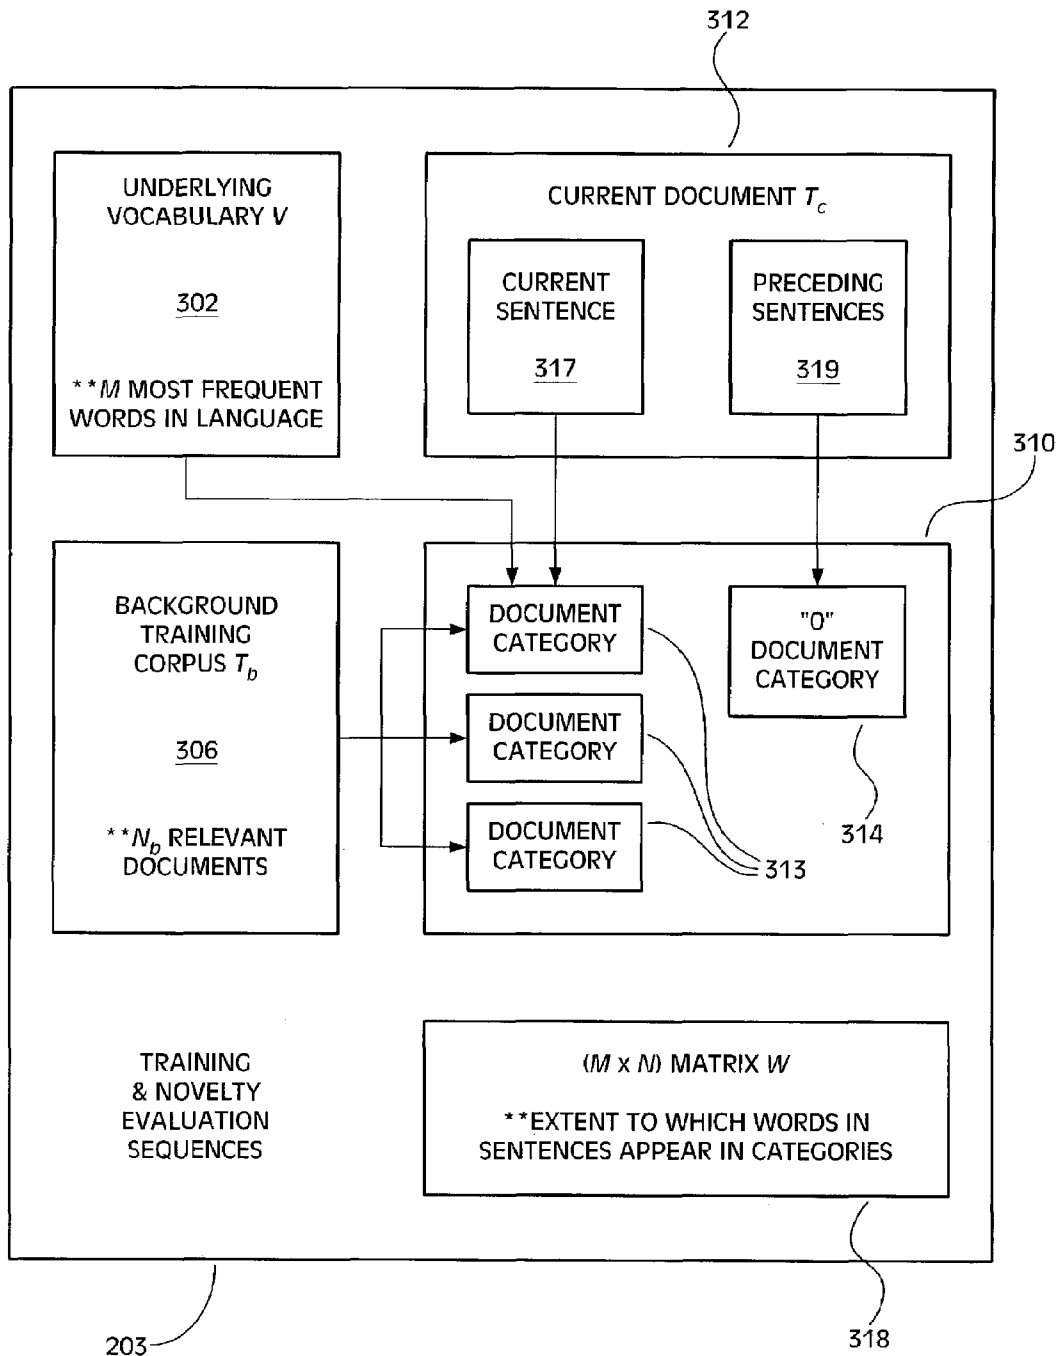 312
UNDERLYING
VOCABULARY V
302
**M MOST FREQUENT
WORDS IN LANGUAGE
CURRENT DOCUMENT Tc
CURRENT
SENTENCE
317
PRECEDING
SENTENCES
319
310
BACKGROUND
TRAINING
CORPUS Tb
306
**Nb RELEVANT
DOCUMENTS
DOCUMENT
CATEGORY
DOCUMENT
CATEGORY
DOCUMENT
CATEGORY
"0"
DOCUMENT
CATEGORY
314
313
TRAINING
& NOVELTY
EVALUATION
SEQUENCES
(M x N) MATRIX W
**EXTENT TO WHICH WORDS IN
SENTENCES APPEAR IN CATEGORIES
203
318